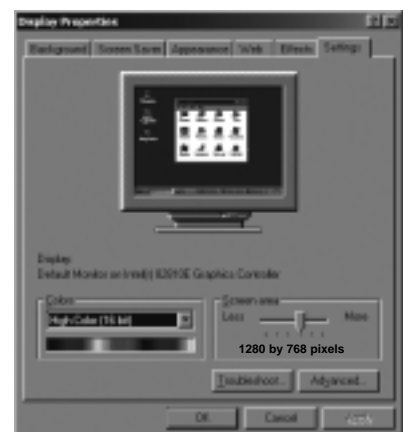 Display Properties
Background Screen Saver Appearance Web Effects Settings
Display:
Default Monitor on Intel(r) 82810E Graphics Controller
Colors
High Color (16 bit)
Screen area
Less More
1280 by 768 pixels
Troubleshoot... Advanced...
OK Cancel Apply